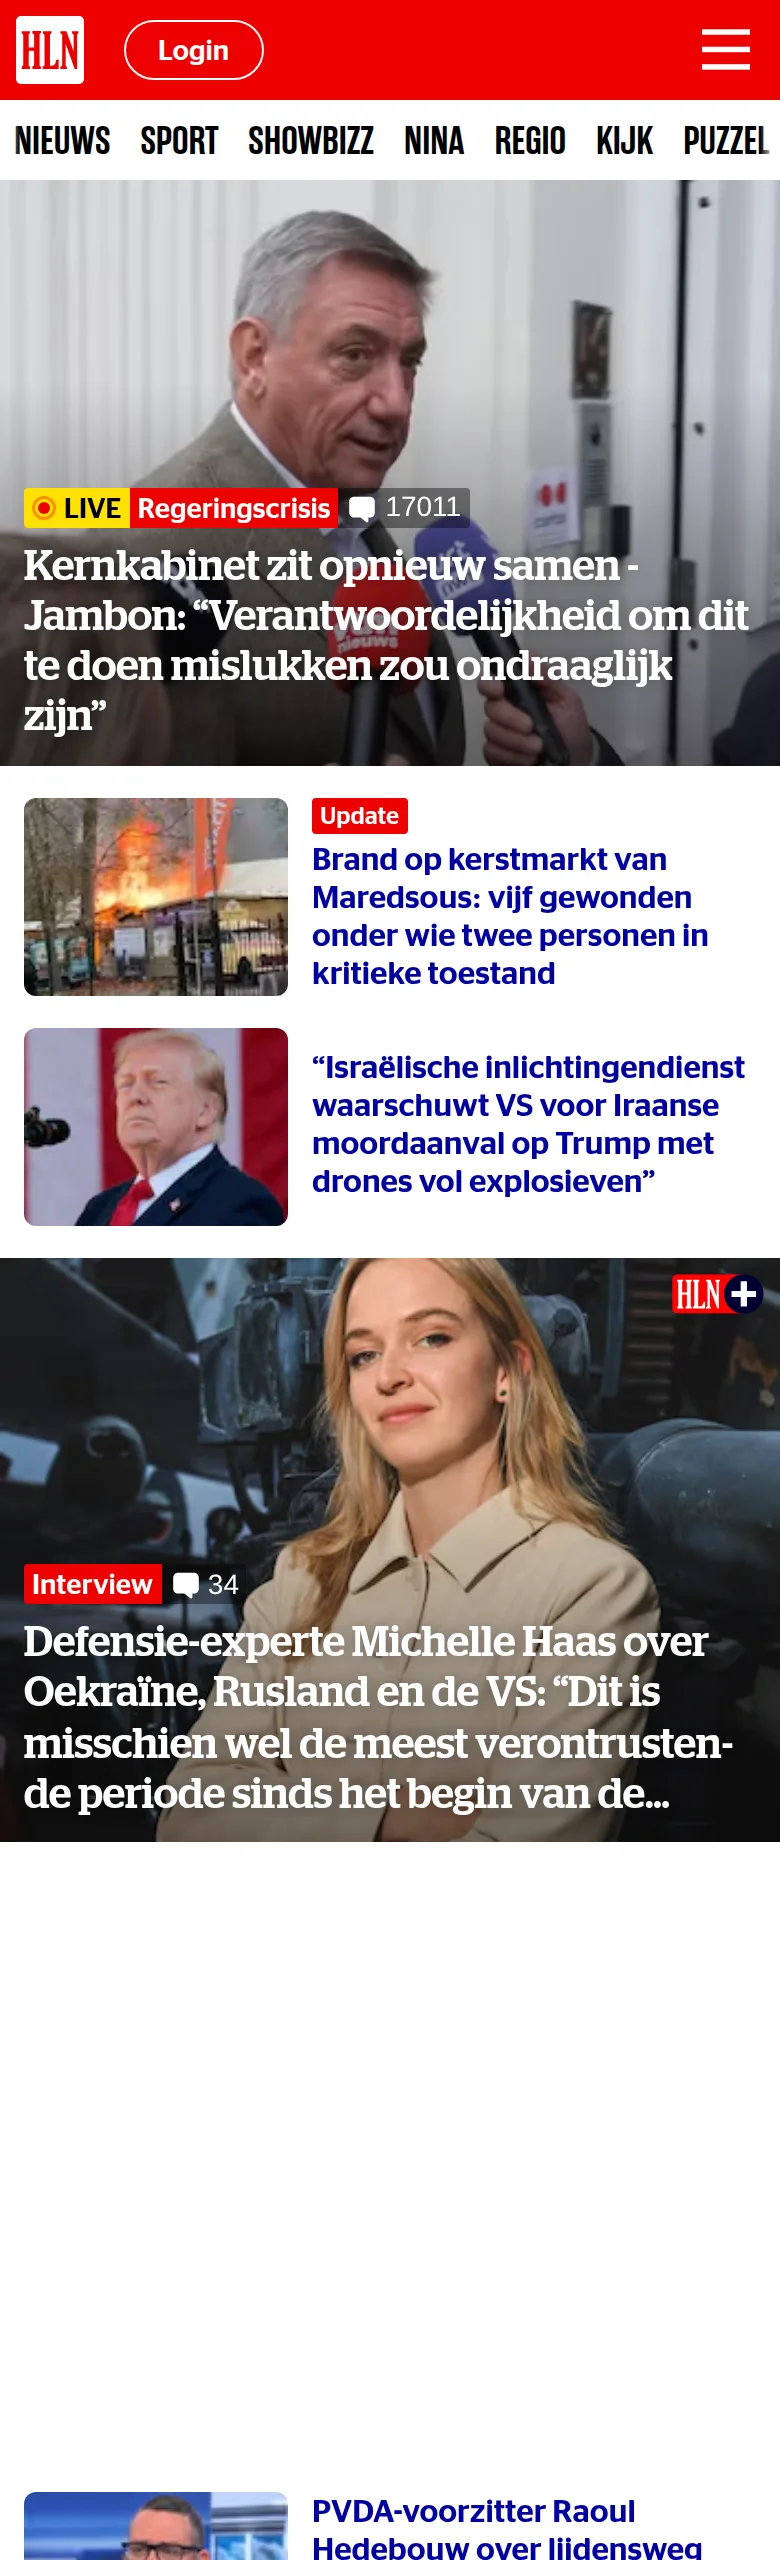 HLN
Login
NIEUWS SPORT SHOWBIZZ NINA REGIO KIJK PUZZEL
LIVE Regeringscrisis 17011
Kernkabinet zit opnieuw samen -
Jambon: “Verantwoordelijkheid om dit
te doen mislukken zou ondraaglijk
zijn”
nieuws
Update
Brand op kerstmarkt van
Maredsous: vijf gewonden
onder wie twee personen in
kritieke toestand
“Israëlische inlichtingendienst
waarschuwt VS voor Iraanse
moordaanval op Trump met
drones vol explosieven”
HLN+
Interview 34
Defensie-experte Michelle Haas over
Oekraïne, Rusland en de VS: “Dit is
misschien wel de meest verontrusten-
de periode sinds het begin van de...
PVDA-voorzitter Raoul
Hedebouw over lijdensweg